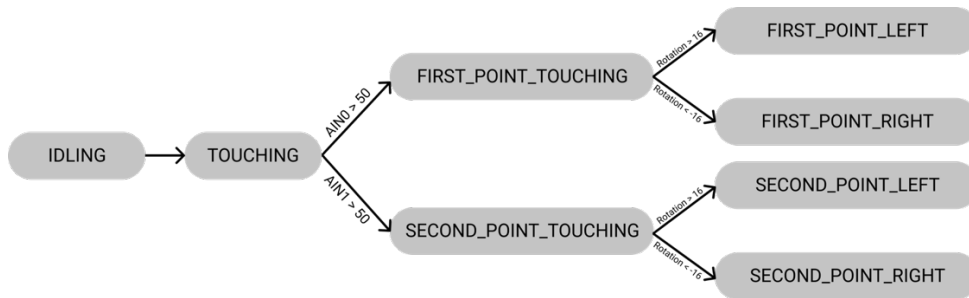 IDLING
TOUCHING
AIN0 > 50
AIN1 > 50
FIRST_POINT_TOUCHING
Rotation > 16
Rotation < -16
FIRST_POINT_LEFT
FIRST_POINT_RIGHT
SECOND_POINT_TOUCHING
Rotation > 16
Rotation < -16
SECOND_POINT_LEFT
SECOND_POINT_RIGHT